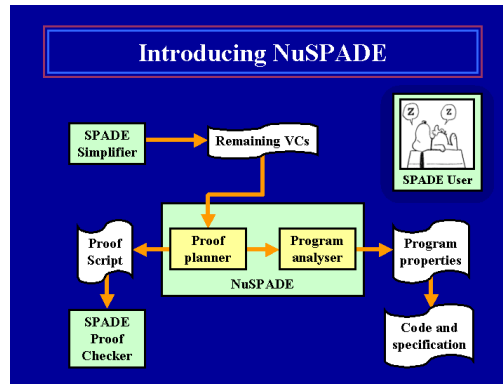 Introducing NuSPADE
SPADE
Simplifier
Remaining VCs
Z
Z
SPADE User
Proof
Script
Proof
planner
Program
analyser
Program
properties
NuSPADE
SPADE
Proof
Checker
Code and
specification